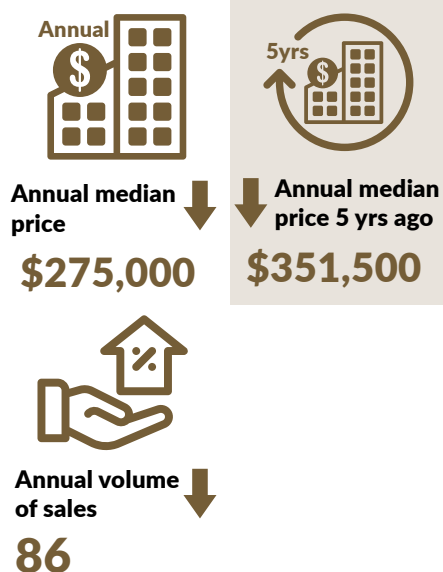 Annual
$
Annual median
price
$275,000
5yrs
$
Annual median
price 5 yrs ago
$351,500
%
Annual volume
of sales
86